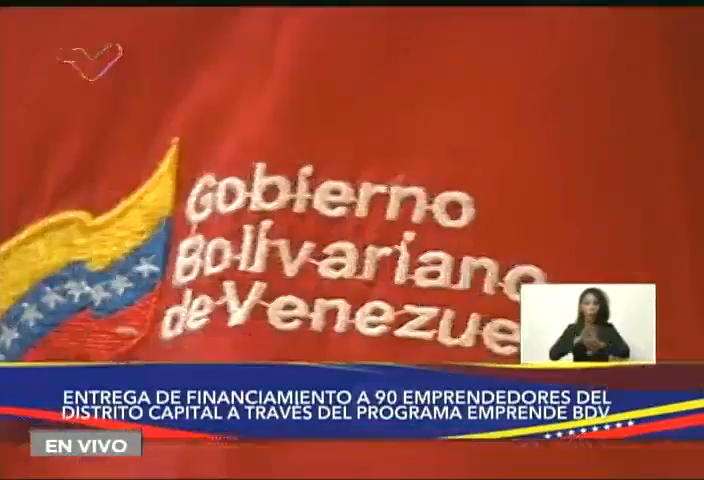 Gobierno
Bolivariano
de Venezue
ENTREGA DE FINANCIAMIENTO A 90 EMPRENDEDORES DEL
DISTRITO CAPITAL A TRAVÉS DEL PROGRAMA EMPRENDE BDV
EN VIVO